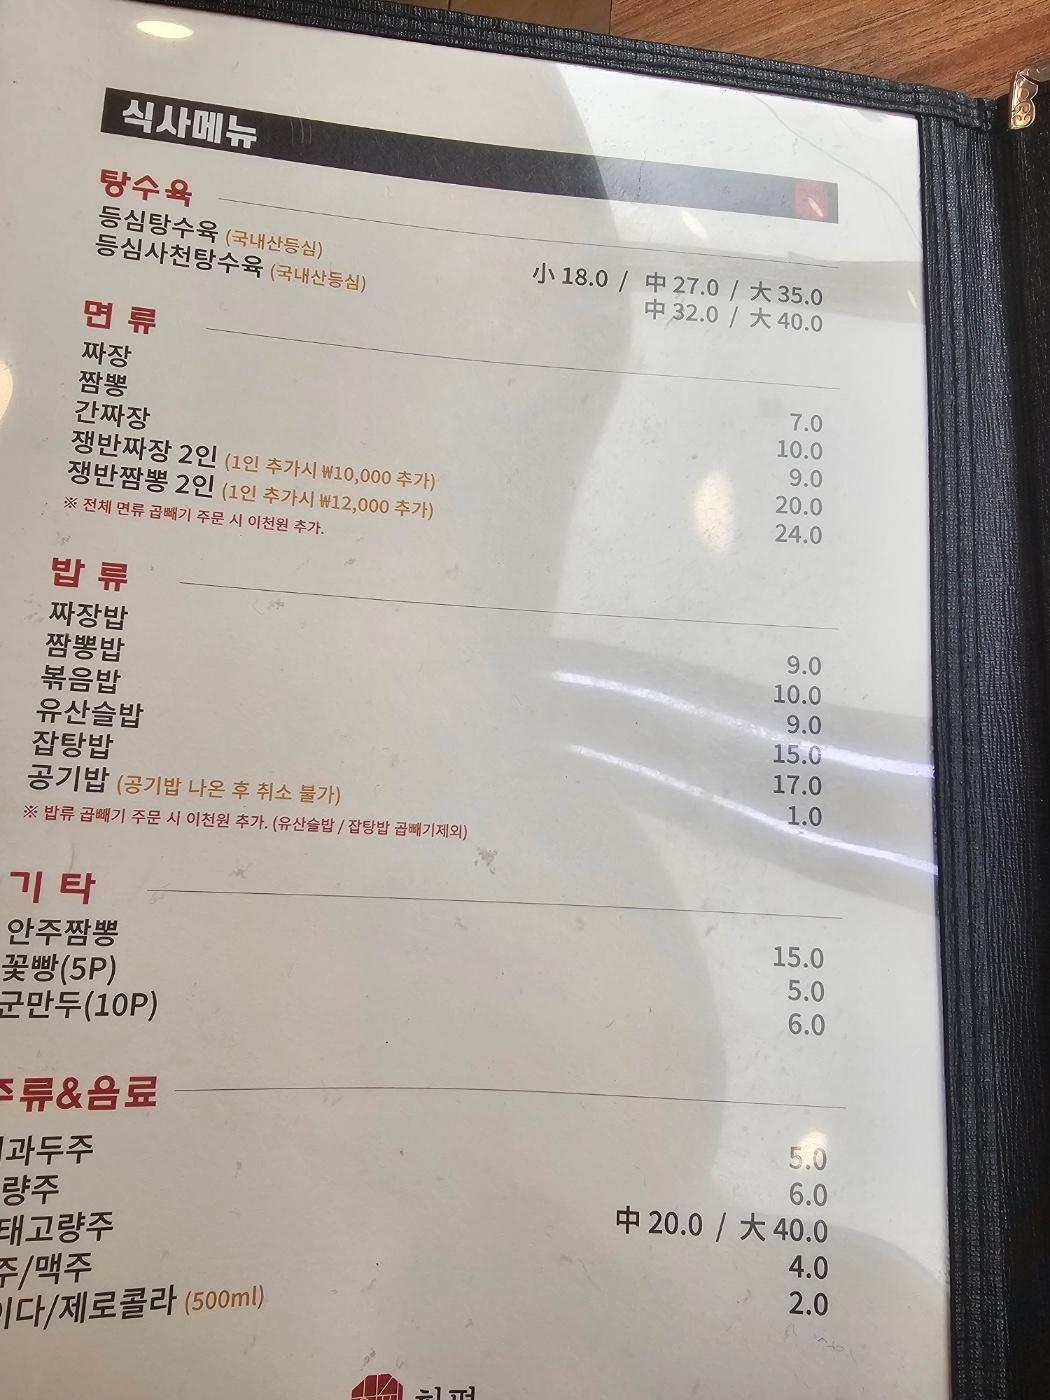 식사메뉴
탕수육
등심탕수육 (국내산등심) 小 18.0 / 中 27.0 / 大 35.0
등심사천탕수육 (국내산등심) 中 32.0 / 大 40.0
면 류
짜장 7.0
짬뽕 10.0
간짜장 9.0
쟁반짜장 2인 (1인 추가시 ₩10,000 추가) 20.0
쟁반짬뽕 2인 (1인 추가시 ₩12,000 추가) 24.0
※ 전체 면류 곱빼기 주문 시 이천원 추가.
밥 류
짜장밥 9.0
짬뽕밥 10.0
볶음밥 9.0
유산슬밥 15.0
잡탕밥 17.0
공기밥 (공기밥 나온 후 취소 불가) 1.0
※ 밥류 곱빼기 주문 시 이천원 추가. (유산슬밥 / 잡탕밥 곱빼기제외)
기 타
안주짬뽕 15.0
꽃빵(5P) 5.0
군만두(10P) 6.0
주류&음료
과두주 5.0
량주 6.0
태고량주 中 20.0 / 大 40.0
주/맥주 4.0
이다/제로콜라 (500ml) 2.0